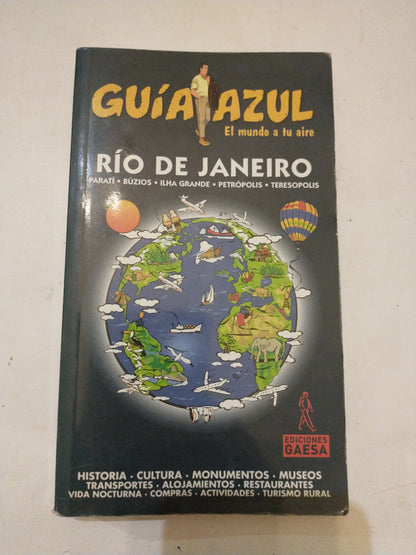 GUÍA AZUL
El mundo a tu aire
RÍO DE JANEIRO
PARATÍ • BÚZIOS • ILHA GRANDE • PETRÓPOLIS • TERESOPOLIS
EDICIONES
GAESA
HISTORIA • CULTURA • MONUMENTOS • MUSEOS
TRANSPORTES • ALOJAMIENTOS • RESTAURANTES
VIDA NOCTURNA • COMPRAS • ACTIVIDADES • TURISMO RURAL